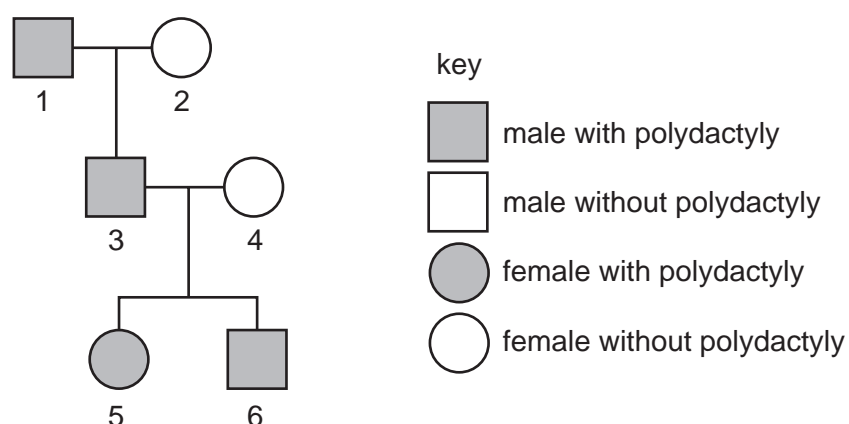 key
1
2
male with polydactyly
male without polydactyly
3
4
female with polydactyly
female without polydactyly
5
6